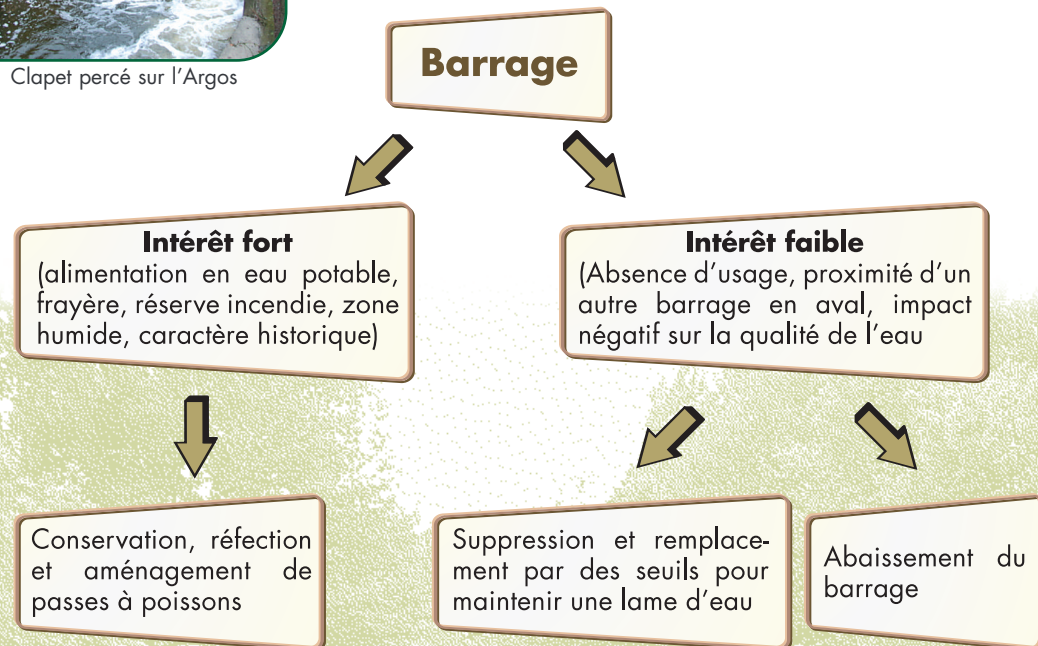 Clapet percé sur l'Argos
Barrage
Intérêt fort
(alimentation en eau potable,
frayère, réserve incendie, zone
humide, caractère historique)
Intérêt faible
(Absence d'usage, proximité d'un
autre barrage en aval, impact
négatif sur la qualité de l'eau
Conservation, réfection
et aménagement de
passes à poissons
Suppression et remplace-
ment par des seuils pour
maintenir une lame d'eau
Abaissement du
barrage